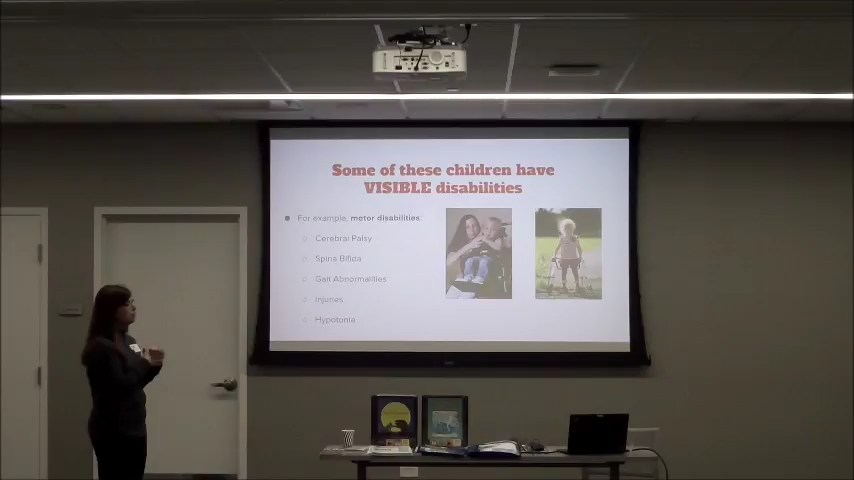 Some of these children have
VISIBLE disabilities
For example, motor disabilities:
Cerebral Palsy
Spina Bifida
Gait Abnormalities
Injuries
Hypotonia